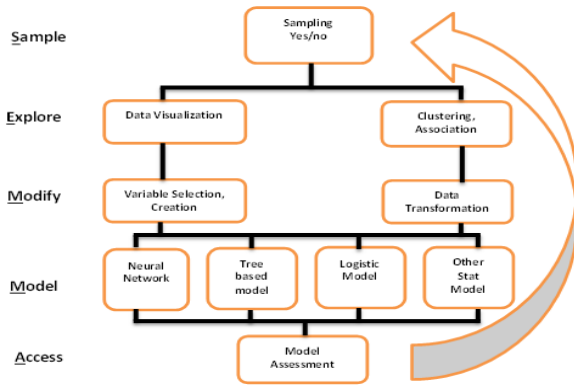 Sample
Sampling
Yes/no
Explore
Data Visualization
Clustering,
Association
Modify
Variable Selection,
Creation
Data
Transformation
Model
Neural
Network
Tree
based
model
Logistic
Model
Other
Stat
Model
Access
Model
Assessment